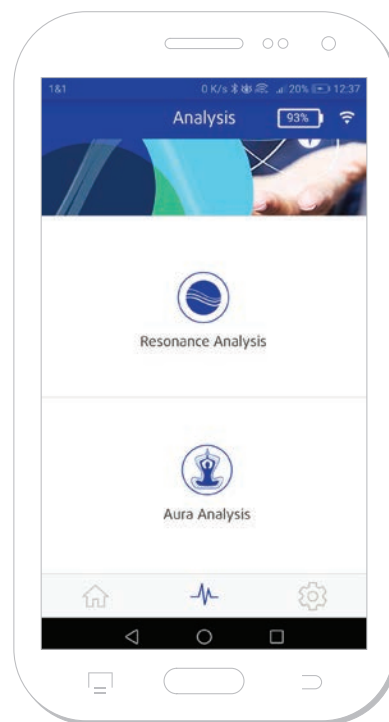 1&1 0 K/s 20% 12:37
Analysis 93%
Resonance Analysis
Aura Analysis